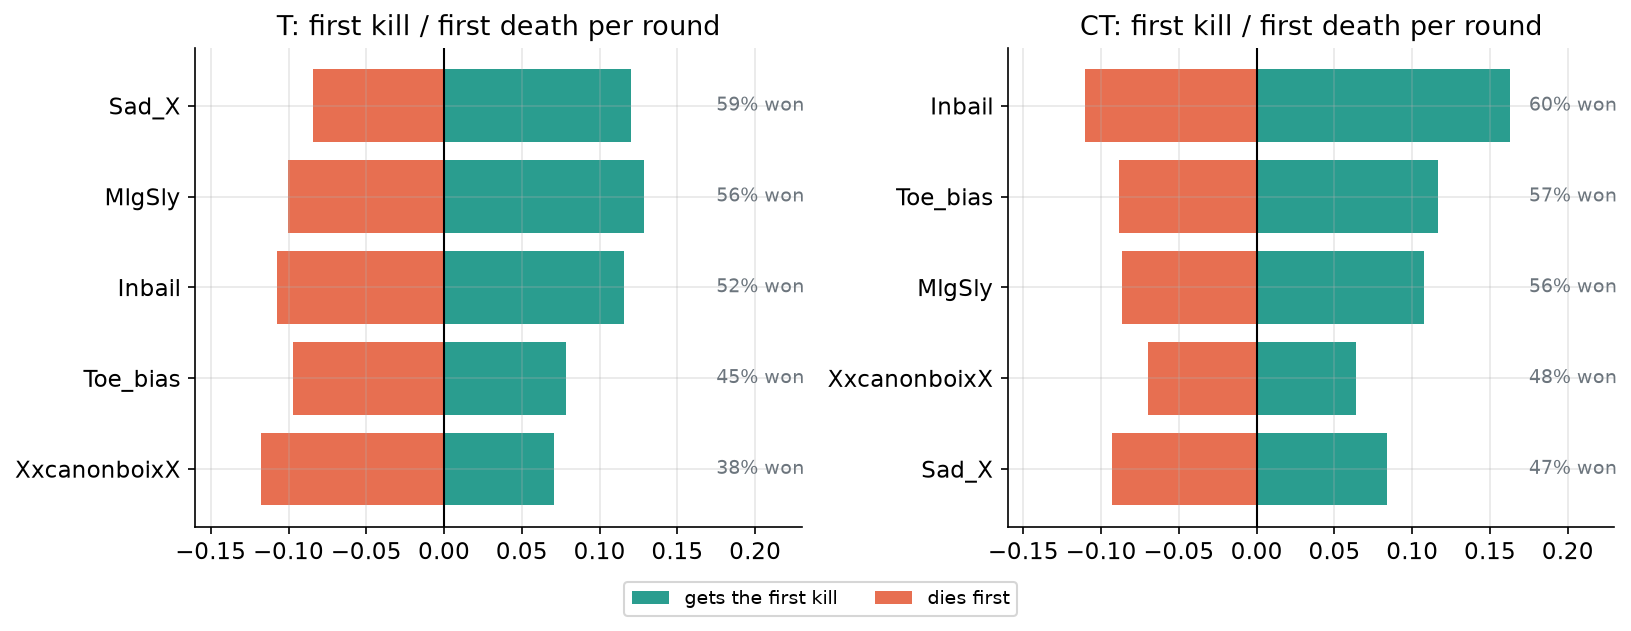 T: first kill / first death per round
Sad_X
59% won
MlgSly
56% won
Inbail
52% won
Toe_bias
45% won
XxcanonboixX
38% won
−0.15 −0.10 −0.05 0.00 0.05 0.10 0.15 0.20
CT: first kill / first death per round
Inbail
60% won
Toe_bias
57% won
MlgSly
56% won
XxcanonboixX
48% won
Sad_X
47% won
−0.15 −0.10 −0.05 0.00 0.05 0.10 0.15 0.20
gets the first kill
dies first